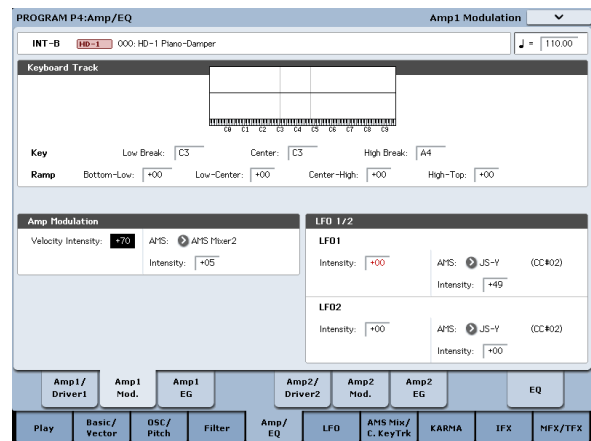 PROGRAM P4:Amp/EQ Amp1 Modulation
INT-B HD-1 000: HD-1 Piano-Damper ♩ = 110.00
Keyboard Track
C0 C1 C2 C3 C4 C5 C6 C7 C8 C9
Key Low Break: C3 Center: C3 High Break: A4
Ramp Bottom-Low: +00 Low-Center: +00 Center-High: +00 High-Top: +00
Amp Modulation LFO 1/2
Velocity Intensity: +70 AMS: AMS Mixer2 LFO1
Intensity: +05 Intensity: +00 AMS: JS-Y (CC#02)
Intensity: +49
LFO2
Intensity: +00 AMS: JS-Y (CC#02)
Intensity: +00
Amp1/ Driver1 Amp1 Mod. Amp1 EG Amp2/ Driver2 Amp2 Mod. Amp2 EG EQ
Play Basic/ Vector OSC/ Pitch Filter Amp/ EQ LFO AMS Mix/ C. KeyTrk KARMA IFX MFX/TFX